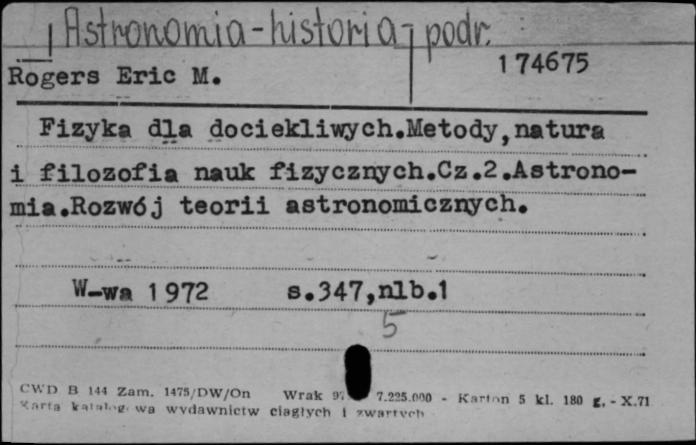 Astronomia-historia-podr.
174675
Rogers Eric M.
Fizyka dla dociekliwych.Metody,natura
i filozofia nauk fizycznych.Cz.2.Astrono-
mia.Rozwój teorii astronomicznych.
W-wa 1972 s.347,nlb.1
5
CWD B 144 Zam. 1475/DW/On Wrak 7.225.000 - Karton 5 kl. 180 g. - X.71
Karta wa wydawnictw ciągłych i zwartych